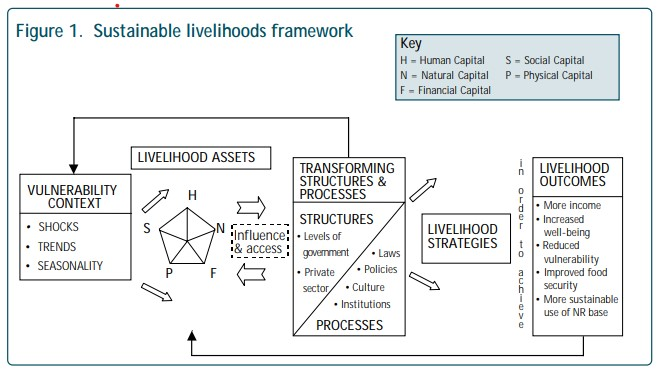 Figure 1. Sustainable livelihoods framework
Key
H = Human Capital S = Social Capital
N = Natural Capital P = Physical Capital
F = Financial Capital
LIVELIHOOD ASSETS
VULNERABILITY
CONTEXT
• SHOCKS
• TRENDS
• SEASONALITY
H
S
N
P
F
Influence
& access
TRANSFORMING
STRUCTURES &
PROCESSES
STRUCTURES
• Levels of
government
• Private
sector
• Laws
• Policies
• Culture
• Institutions
PROCESSES
LIVELIHOOD
STRATEGIES
in order to achieve
LIVELIHOOD
OUTCOMES
• More income
• Increased
well-being
• Reduced
vulnerability
• Improved food
security
• More sustainable
use of NR base